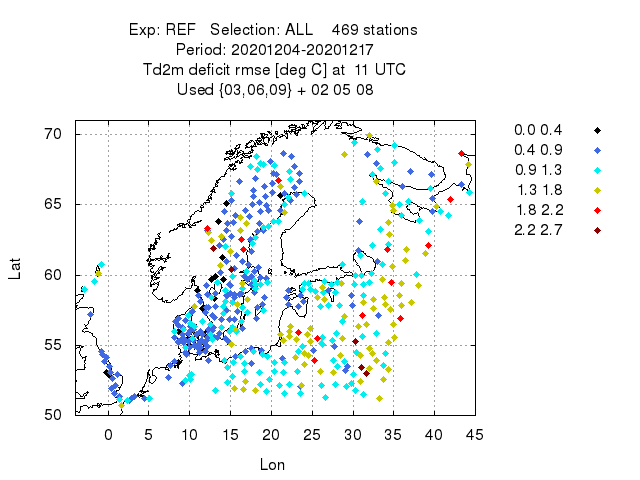 Exp: REF   Selection: ALL    469 stations
Period: 20201204-20201217
Td2m deficit rmse [deg C] at  11 UTC
Used {03,06,09} + 02 05 08
0.0 0.4
0.4 0.9
0.9 1.3
1.3 1.8
1.8 2.2
2.2 2.7
Lat
70
65
60
55
50
0 5 10 15 20 25 30 35 40 45
Lon